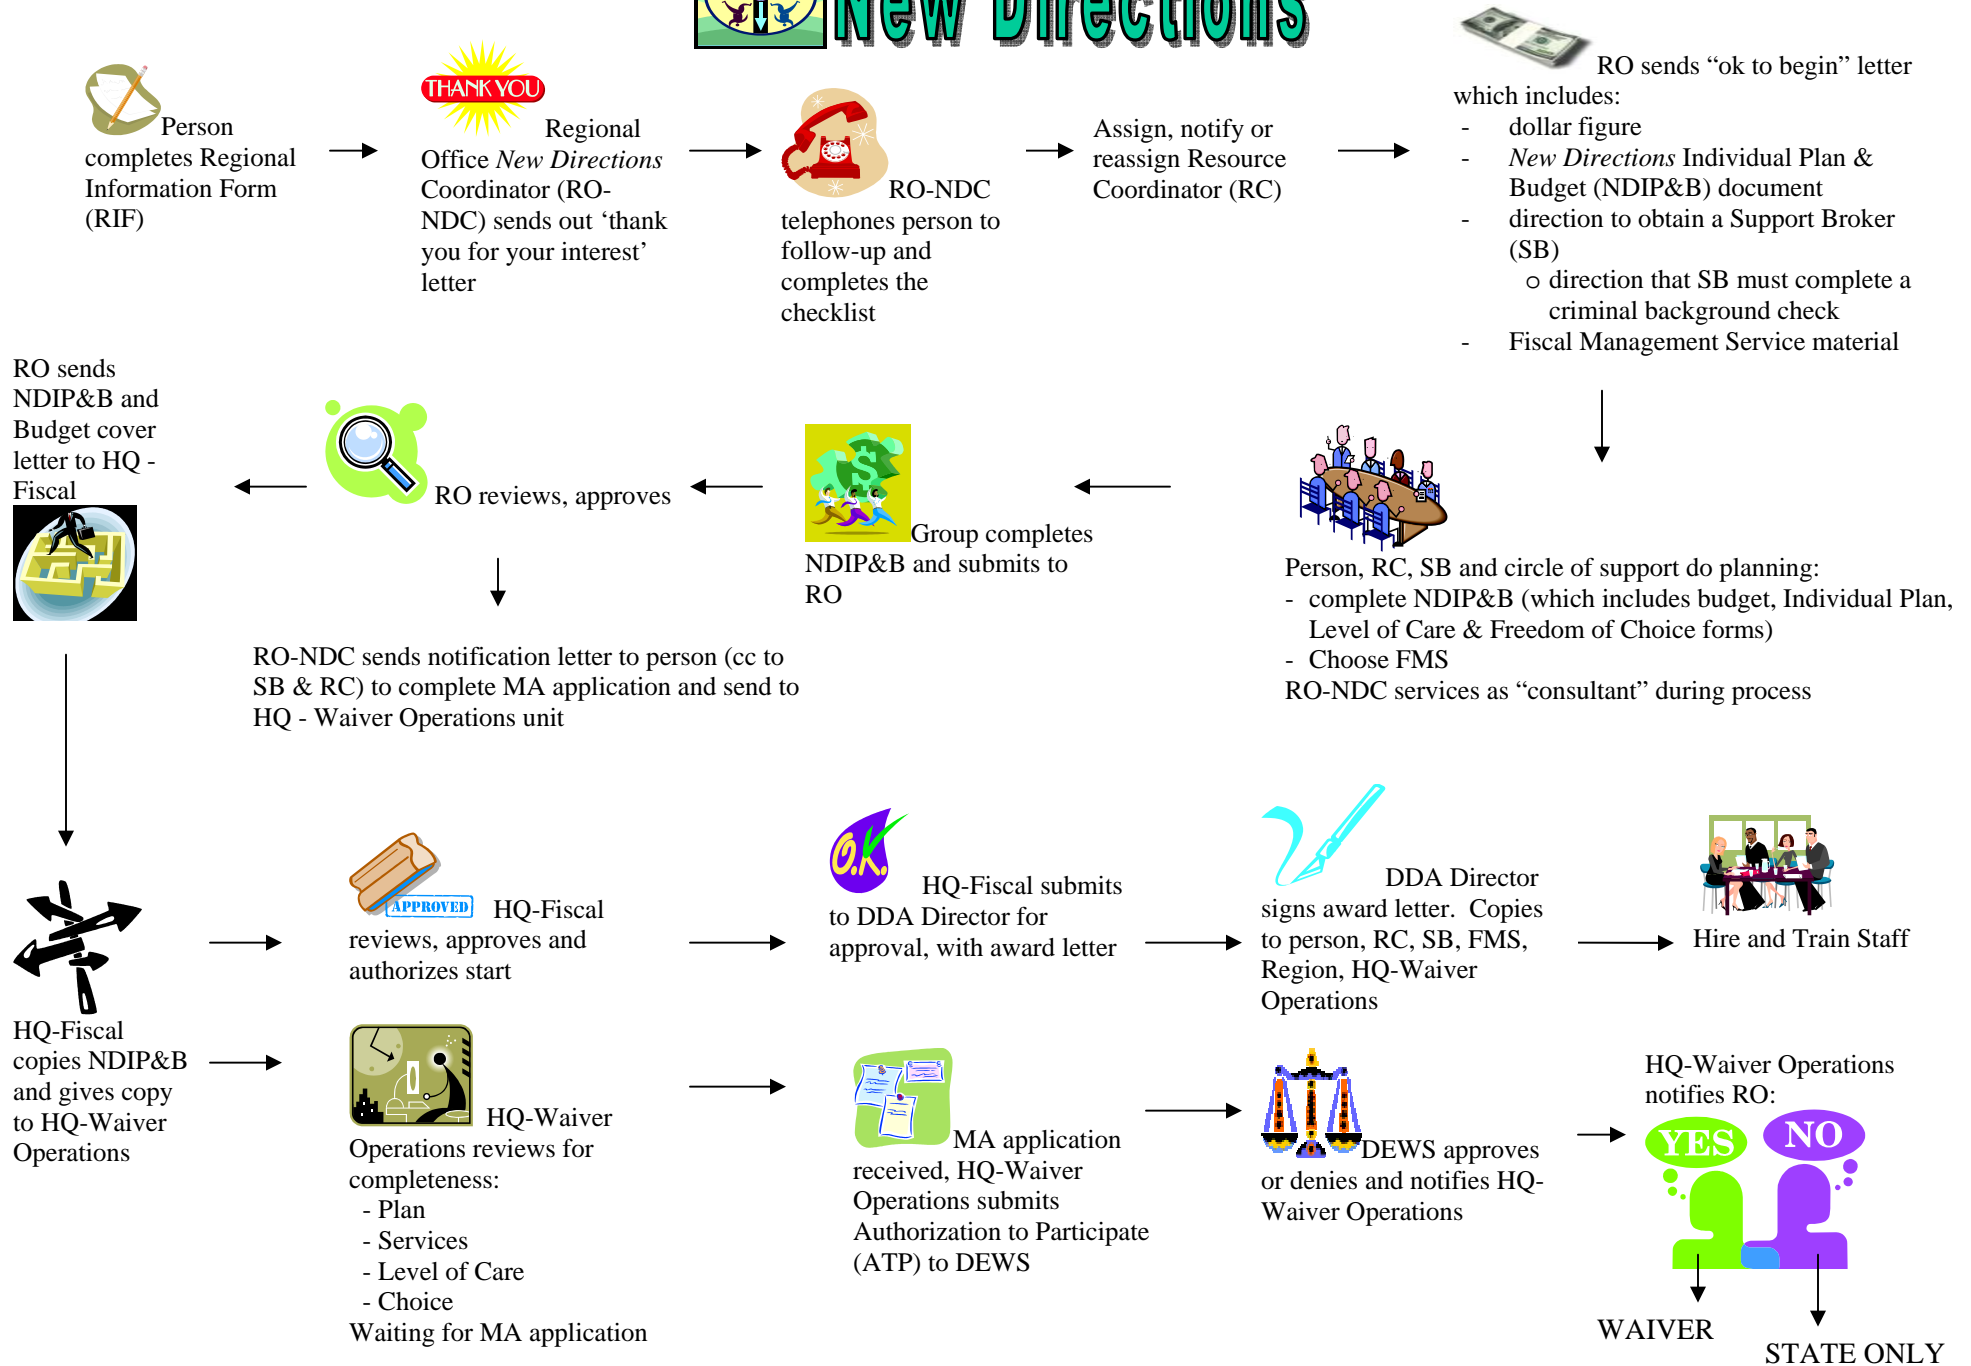 New Directions
Person
completes Regional
Information Form
(RIF)
THANK YOU
Regional
Office New Directions
Coordinator (RO-
NDC) sends out ‘thank
you for your interest’
letter
RO-NDC
telephones person to
follow-up and
completes the
checklist
Assign, notify or
reassign Resource
Coordinator (RC)
RO sends “ok to begin” letter
which includes:
- dollar figure
- New Directions Individual Plan &
Budget (NDIP&B) document
- direction to obtain a Support Broker
(SB)
o direction that SB must complete a
criminal background check
- Fiscal Management Service material
RO sends
NDIP&B and
Budget cover
letter to HQ -
Fiscal
RO reviews, approves
$
Group completes
NDIP&B and submits to
RO
Person, RC, SB and circle of support do planning:
- complete NDIP&B (which includes budget, Individual Plan,
Level of Care & Freedom of Choice forms)
- Choose FMS
RO-NDC services as “consultant” during process
RO-NDC sends notification letter to person (cc to
SB & RC) to complete MA application and send to
HQ - Waiver Operations unit
HQ-Fiscal
copies NDIP&B
and gives copy
to HQ-Waiver
Operations
APPROVED
HQ-Fiscal
reviews, approves and
authorizes start
O.K.
HQ-Fiscal submits
to DDA Director for
approval, with award letter
DDA Director
signs award letter. Copies
to person, RC, SB, FMS,
Region, HQ-Waiver
Operations
Hire and Train Staff
HQ-Waiver
Operations reviews for
completeness:
- Plan
- Services
- Level of Care
- Choice
Waiting for MA application
MA application
received, HQ-Waiver
Operations submits
Authorization to Participate
(ATP) to DEWS
DEWS approves
or denies and notifies HQ-
Waiver Operations
HQ-Waiver Operations
notifies RO:
YES
NO
WAIVER
STATE ONLY